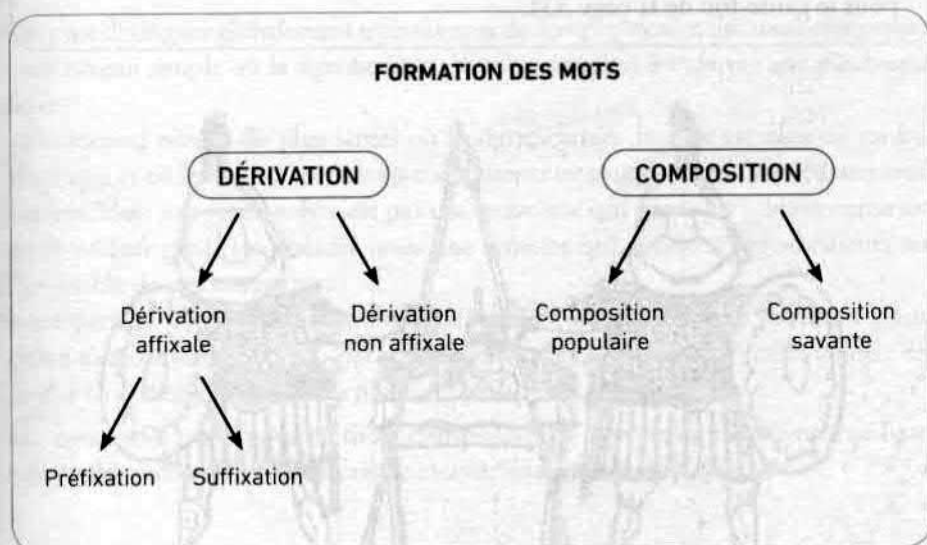 FORMATION DES MOTS
DÉRIVATION
COMPOSITION
Dérivation
affixale
Dérivation
non affixale
Composition
populaire
Composition
savante
Préfixation
Suffixation